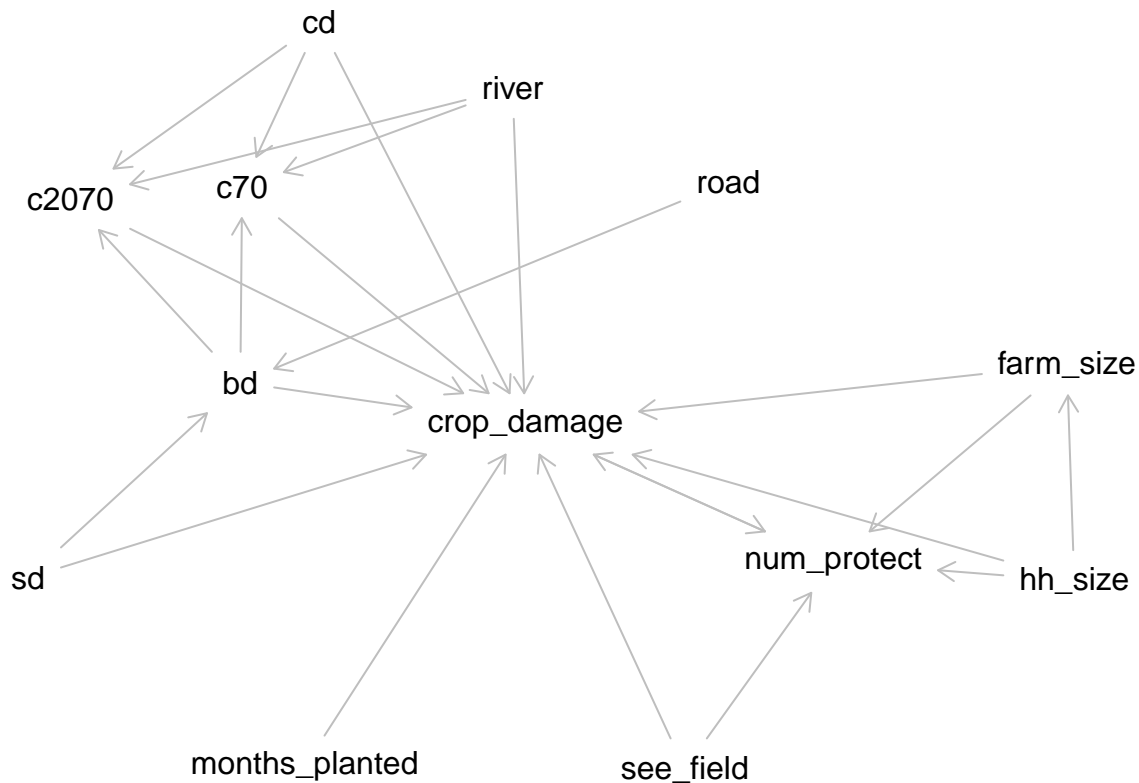 cd
river
road
c70
c2070
farm_size
bd
crop_damage
num_protect
sd
hh_size
months_planted
see_field